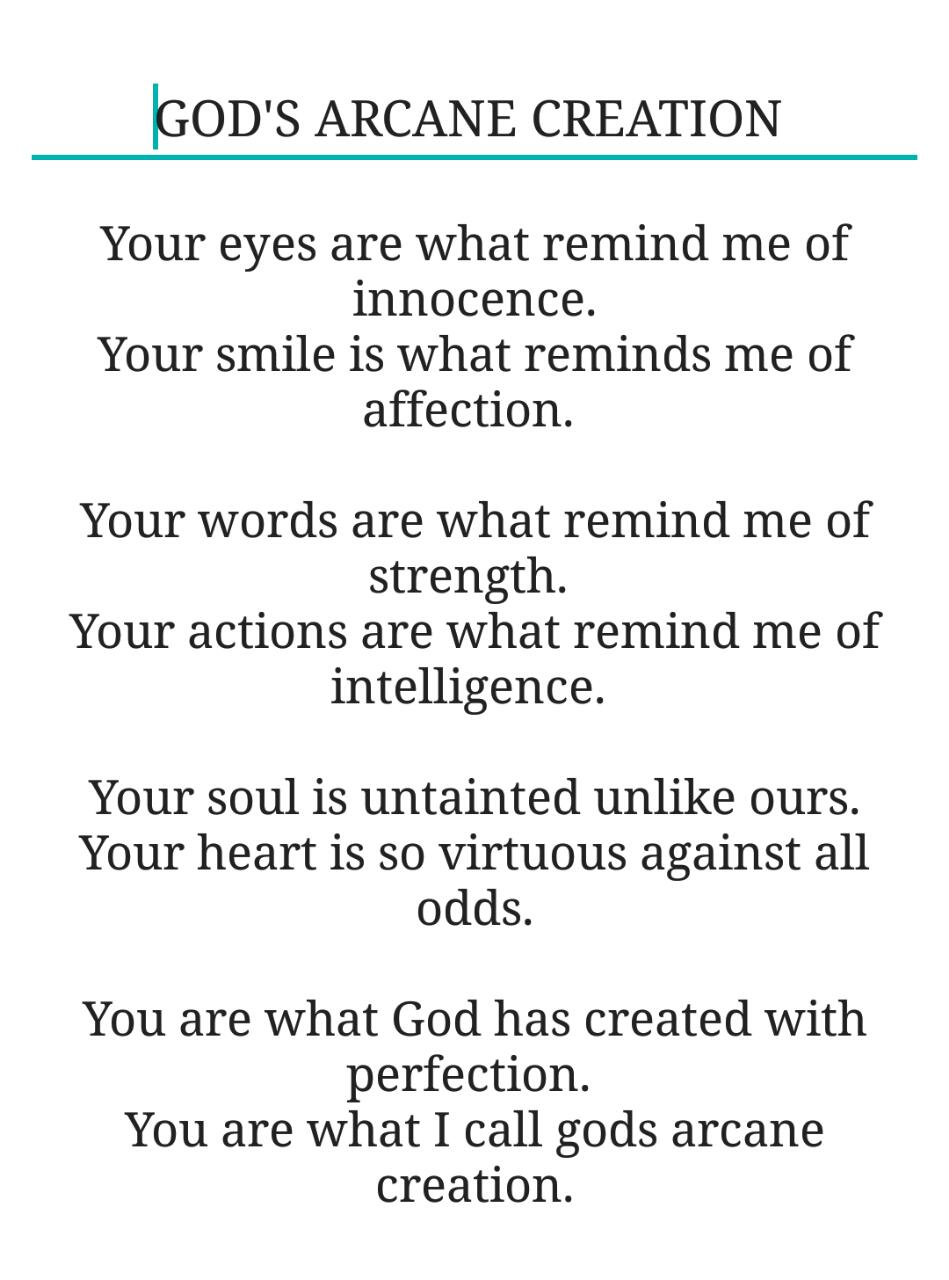 GOD'S ARCANE CREATION
Your eyes are what remind me of
innocence.
Your smile is what reminds me of
affection.
Your words are what remind me of
strength.
Your actions are what remind me of
intelligence.
Your soul is untainted unlike ours.
Your heart is so virtuous against all
odds.
You are what God has created with
perfection.
You are what I call gods arcane
creation.